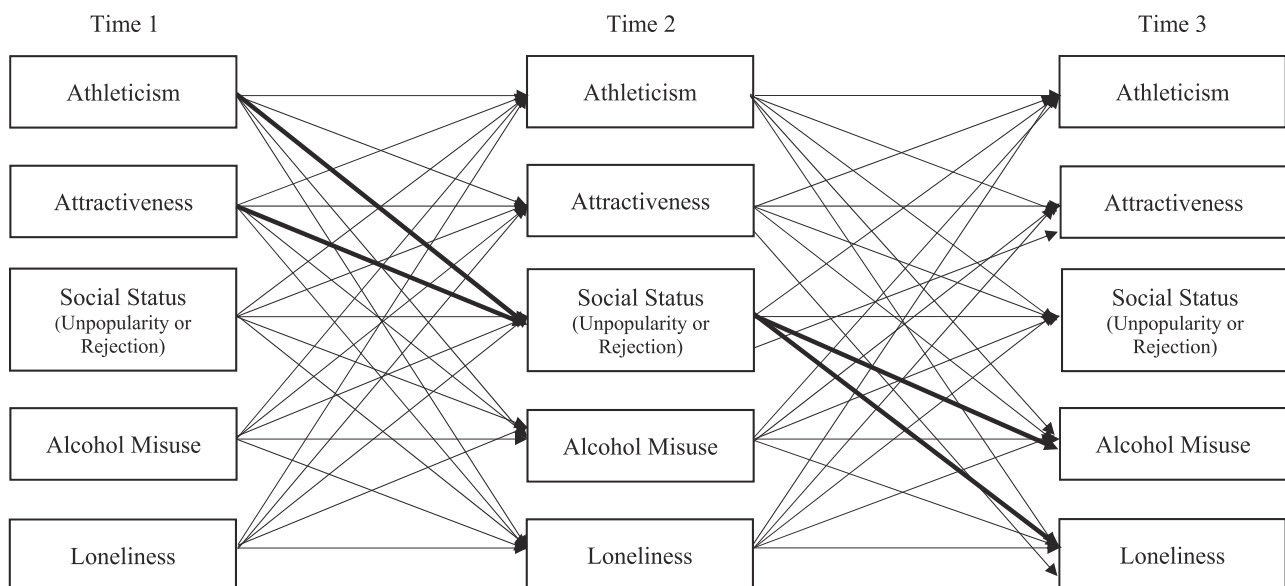 Time 1
Time 2
Time 3
Athleticism
Athleticism
Athleticism
Attractiveness
Attractiveness
Attractiveness
Social Status
(Unpopularity or
Rejection)
Social Status
(Unpopularity or
Rejection)
Social Status
(Unpopularity or
Rejection)
Alcohol Misuse
Alcohol Misuse
Alcohol Misuse
Loneliness
Loneliness
Loneliness